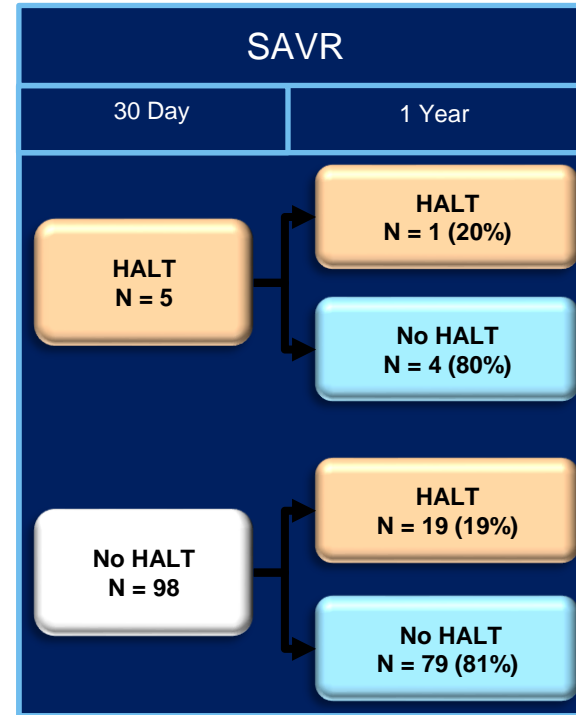 SAVR
30 Day
1 Year
HALT
N = 5
HALT
N = 1 (20%)
No HALT
N = 4 (80%)
No HALT
N = 98
HALT
N = 19 (19%)
No HALT
N = 79 (81%)